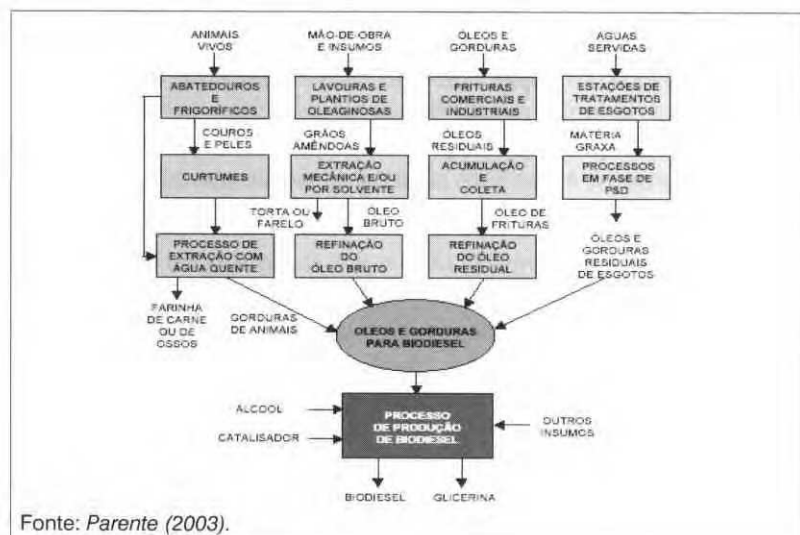 ANIMAIS
VIVOS
MÃO-DE-OBRA
E INSUMOS
ÓLEOS E
GORDURAS
AGUAS
SERVIDAS
ABATEDOUROS
E
FRIGORÍFICOS
LAVOURAS E
PLANTIOS DE
OLEAGINOSAS
FRITURAS
COMERCIAIS E
INDUSTRIAIS
ESTAÇÕES DE
TRATAMENTOS
DE ESGOTOS
COUROS
E PELES
GRÃOS
AMÊNDOAS
ÓLEOS
RESIDUAIS
MATÉRIA
GRAXA
CURTUMES
EXTRAÇÃO
MECÂNICA E/OU
POR SOLVENTE
ACUMULAÇÃO
E
COLETA
PROCESSOS
EM FASE DE
P&D
TORTA OU
FARELO
ÓLEO
BRUTO
ÓLEO DE
FRITURAS
PROCESSO DE
EXTRAÇÃO COM
ÁGUA QUENTE
REFINAÇÃO
DO
ÓLEO BRUTO
REFINAÇÃO
DO ÓLEO
RESIDUAL
ÓLEOS E
GORDURAS
RESIDUAIS
DE ESGOTOS
FARINHA
DE CARNE
OU DE
OSSOS
GORDURAS
DE ANIMAIS
OLEOS E GORDURAS
PARA BIODIESEL
ÁLCOOL
CATALISADOR
PROCESSO
DE PRODUÇÃO
DE BIODIESEL
OUTROS
INSUMOS
BIODIESEL
GLICERINA
Fonte: Parente (2003).